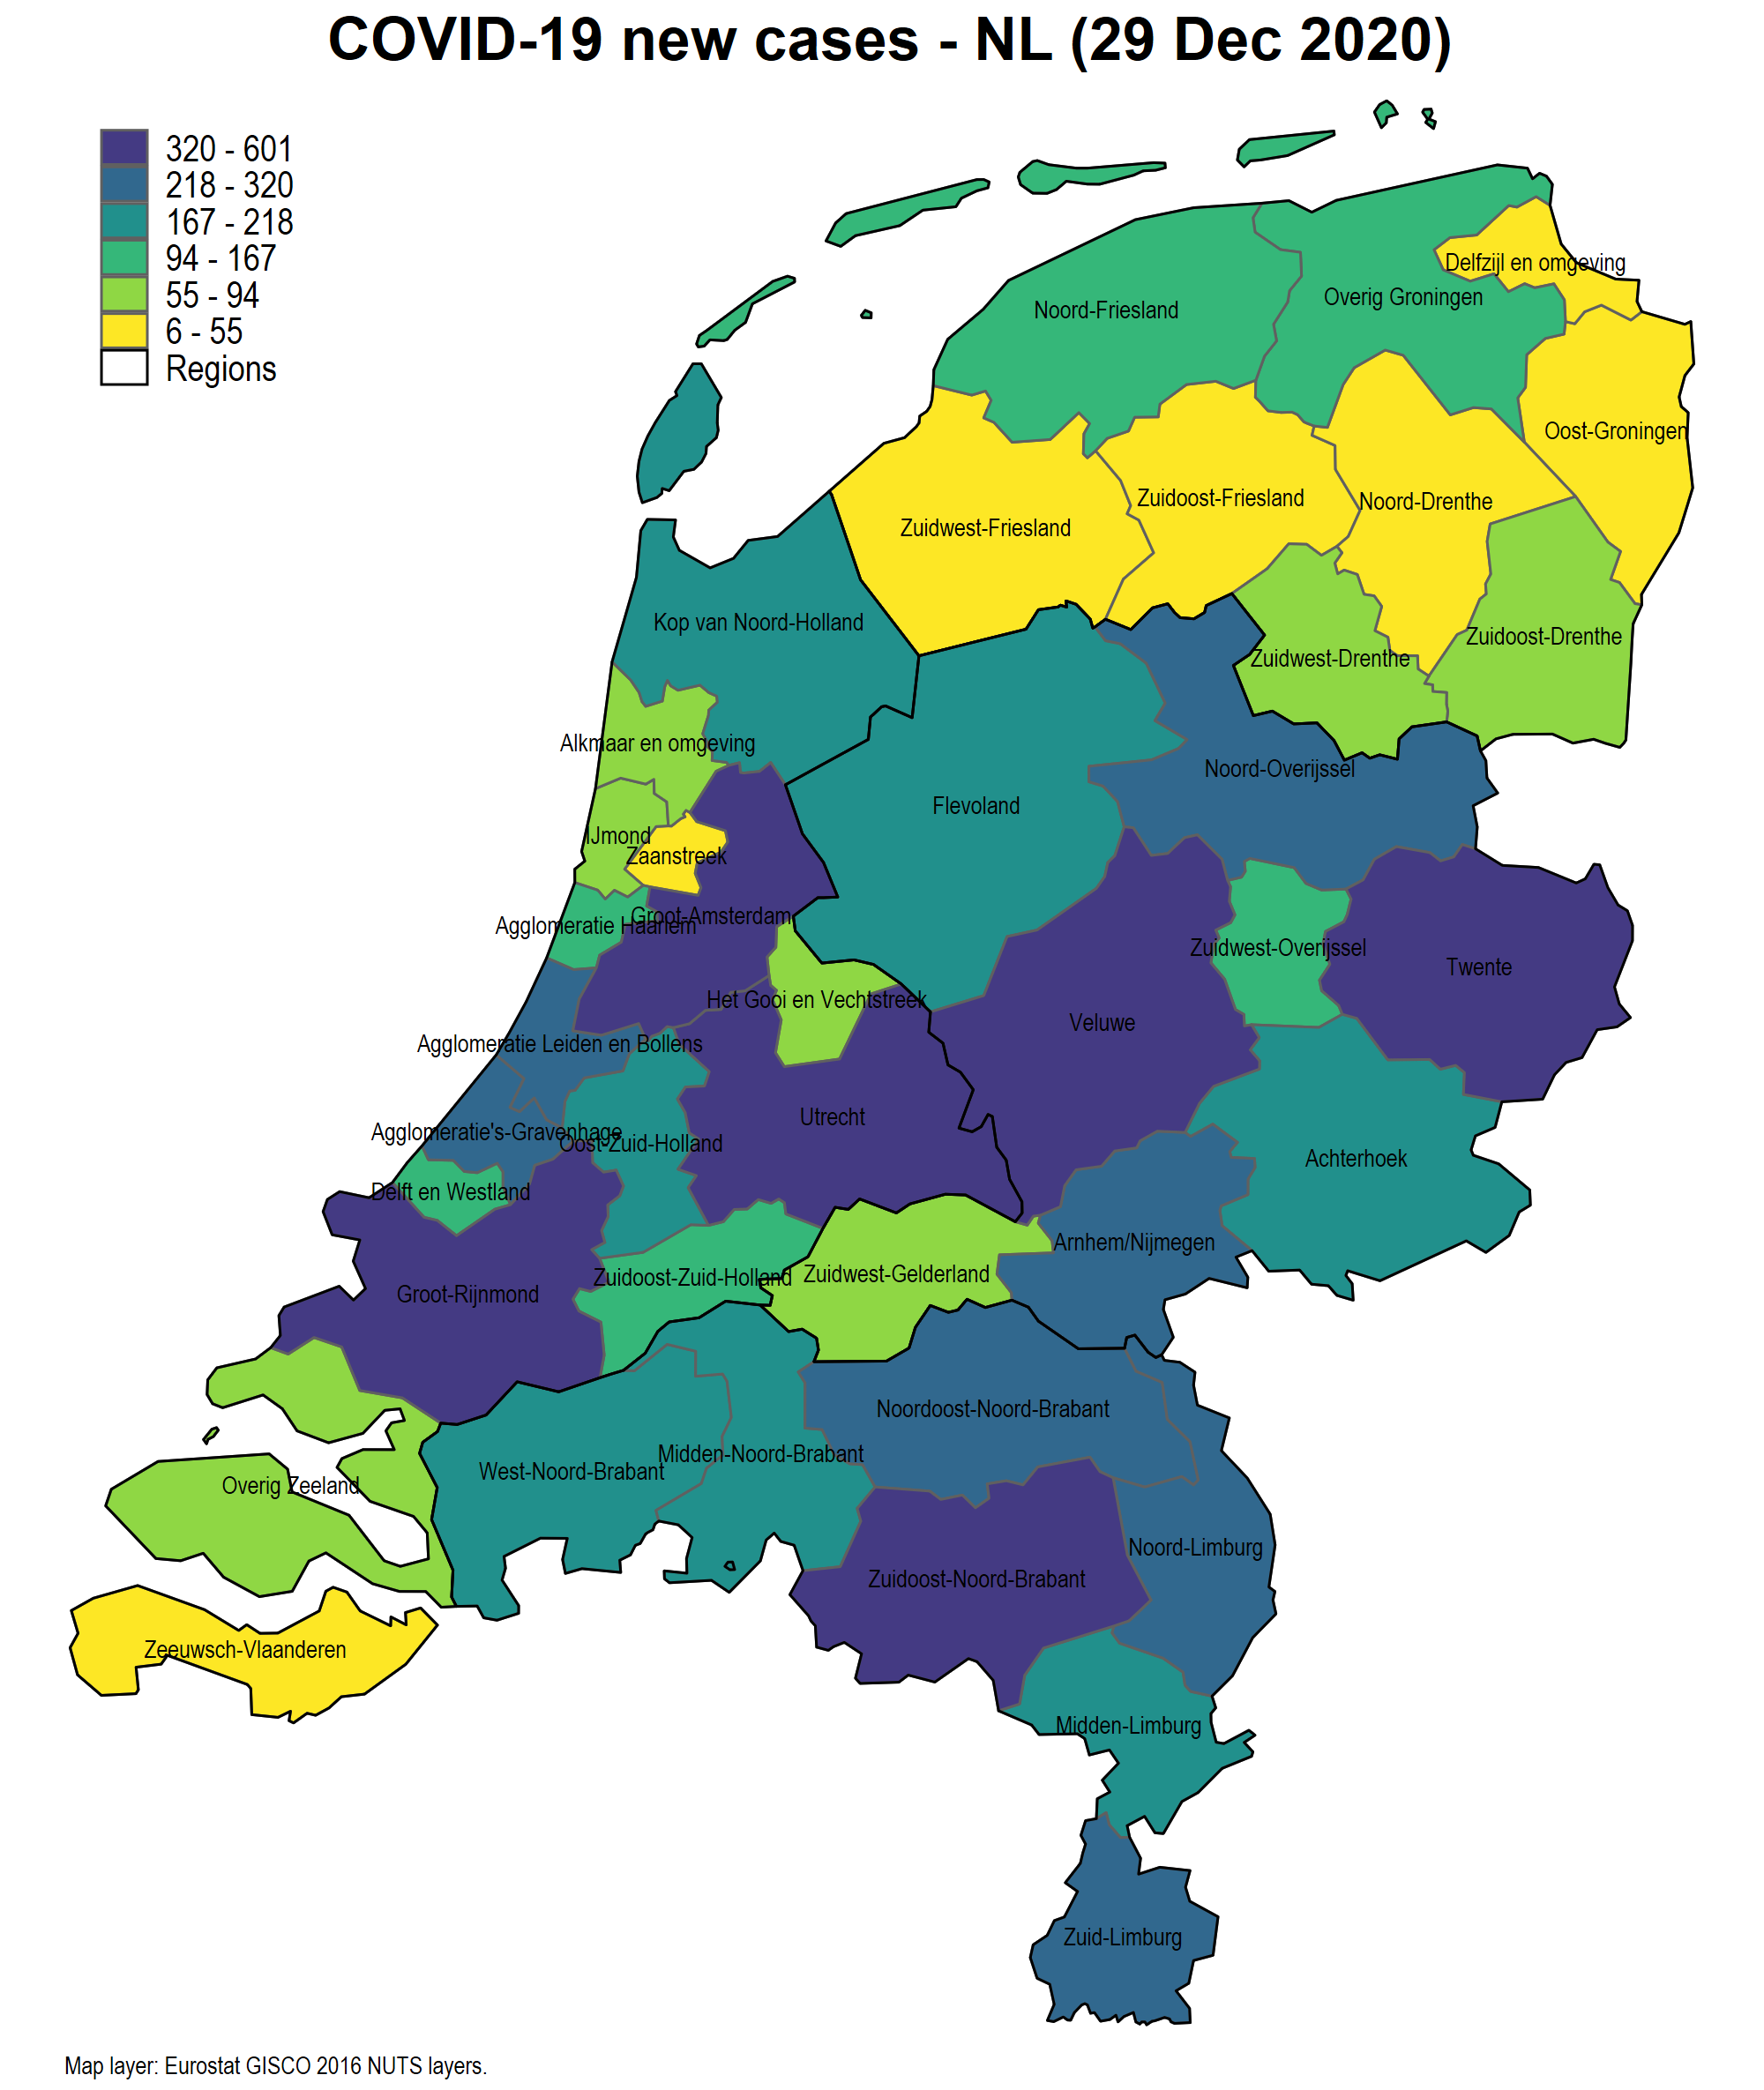 COVID-19 new cases - NL (29 Dec 2020)
320 - 601
218 - 320
167 - 218
94 - 167
55 - 94
6 - 55
Regions
Delfzijl en omgeving
Overig Groningen
Noord-Friesland
Oost-Groningen
Zuidoost-Friesland
Noord-Drenthe
Zuidwest-Friesland
Kop van Noord-Holland
Zuidoost-Drenthe
Zuidwest-Drenthe
Alkmaar en omgeving
Noord-Overijssel
Flevoland
IJmond
Zaanstreek
Groot-Amsterdam
Agglomeratie Haarlem
Zuidwest-Overijssel
Twente
Het Gooi en Vechtstreek
Veluwe
Agglomeratie Leiden en Bollens
Utrecht
Agglomeratie's-Gravenhage
Oost-Zuid-Holland
Achterhoek
Delft en Westland
Arnhem/Nijmegen
Zuidoost-Zuid-Holland
Zuidwest-Gelderland
Groot-Rijnmond
Noordoost-Noord-Brabant
Midden-Noord-Brabant
West-Noord-Brabant
Overig Zeeland
Noord-Limburg
Zuidoost-Noord-Brabant
Zeeuwsch-Vlaanderen
Midden-Limburg
Zuid-Limburg
Map layer: Eurostat GISCO 2016 NUTS layers.